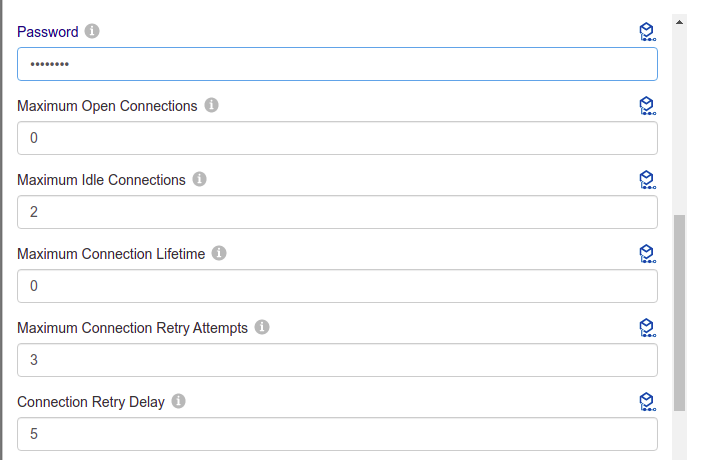 Password
••••••••
Maximum Open Connections
0
Maximum Idle Connections
2
Maximum Connection Lifetime
0
Maximum Connection Retry Attempts
3
Connection Retry Delay
5